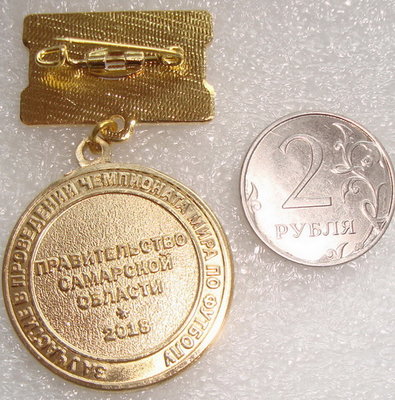 ЗА УЧАСТИЕ В ПРОВЕДЕНИИ ЧЕМПИОНАТА МИРА ПО ФУТБОЛУ
ПРАВИТЕЛЬСТВО
САМАРСКОЙ
ОБЛАСТИ
2018
2
РУБЛЯ